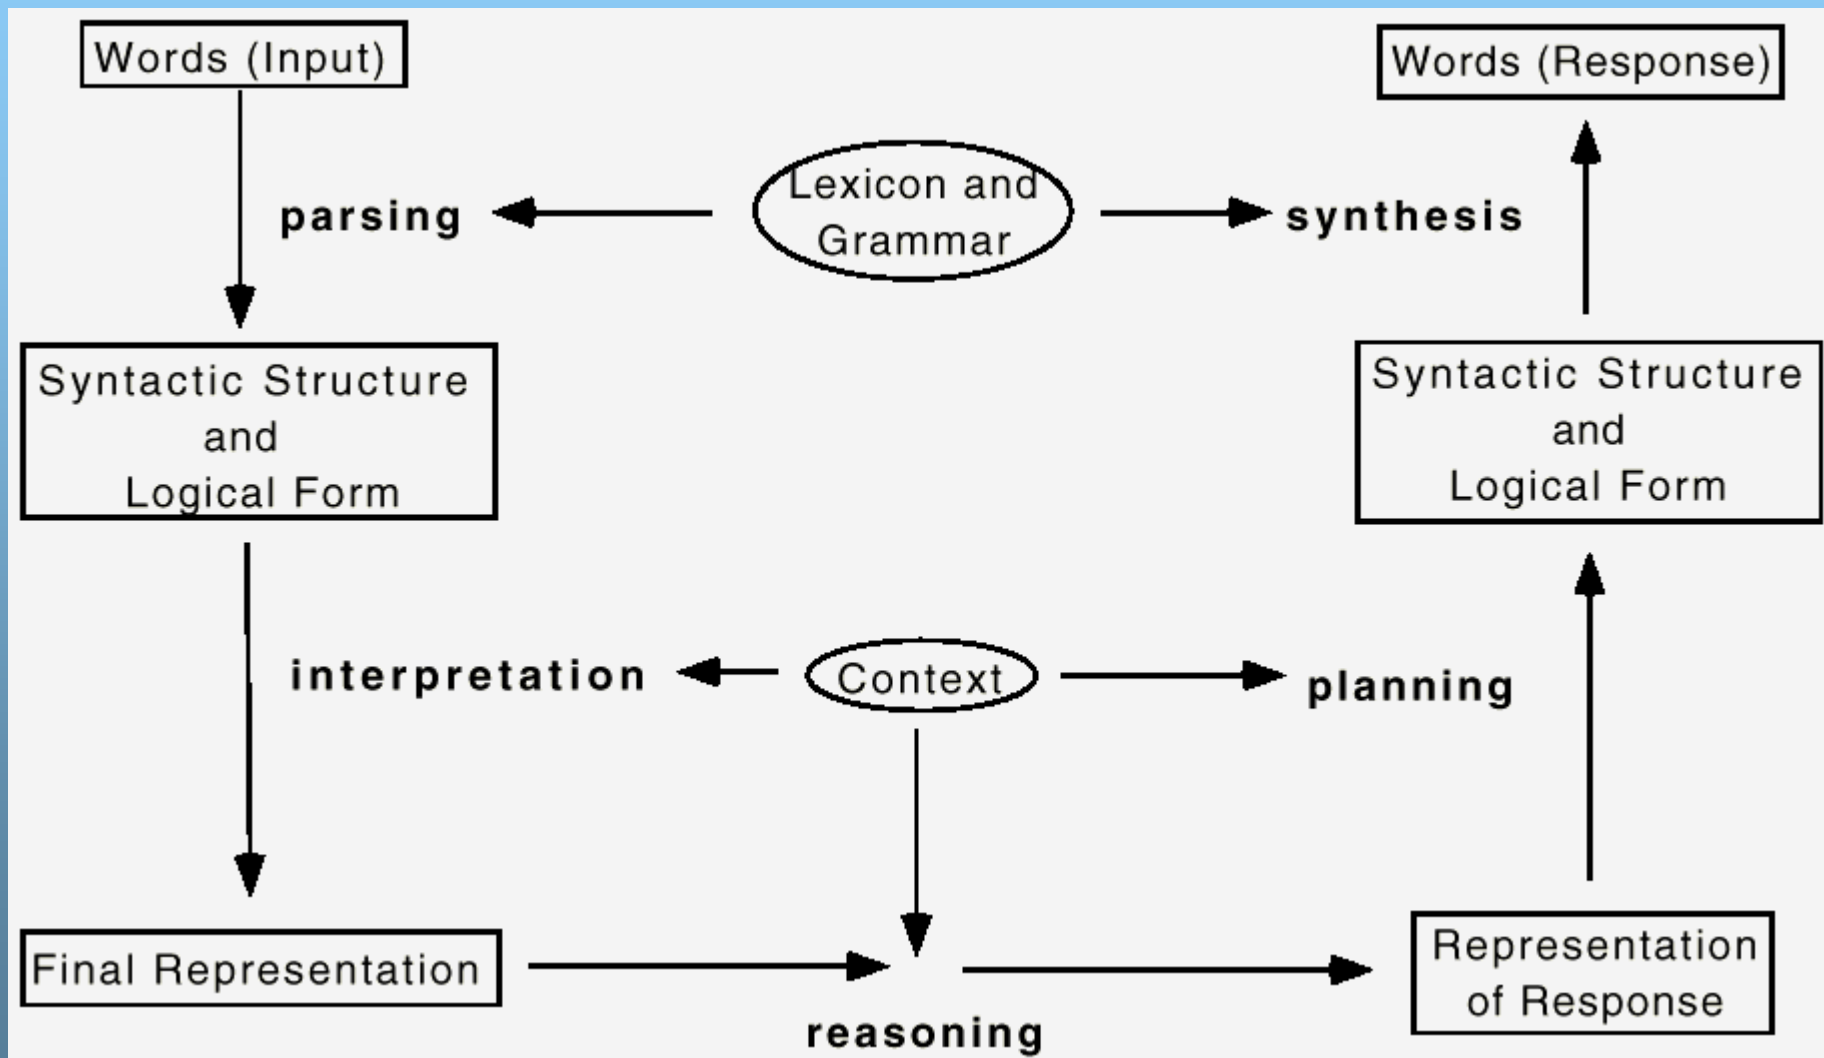 Words (Input)
Words (Response)
Lexicon and
Grammar
parsing
synthesis
Syntactic Structure
and
Logical Form
Syntactic Structure
and
Logical Form
interpretation
Context
planning
Final Representation
reasoning
Representation
of Response